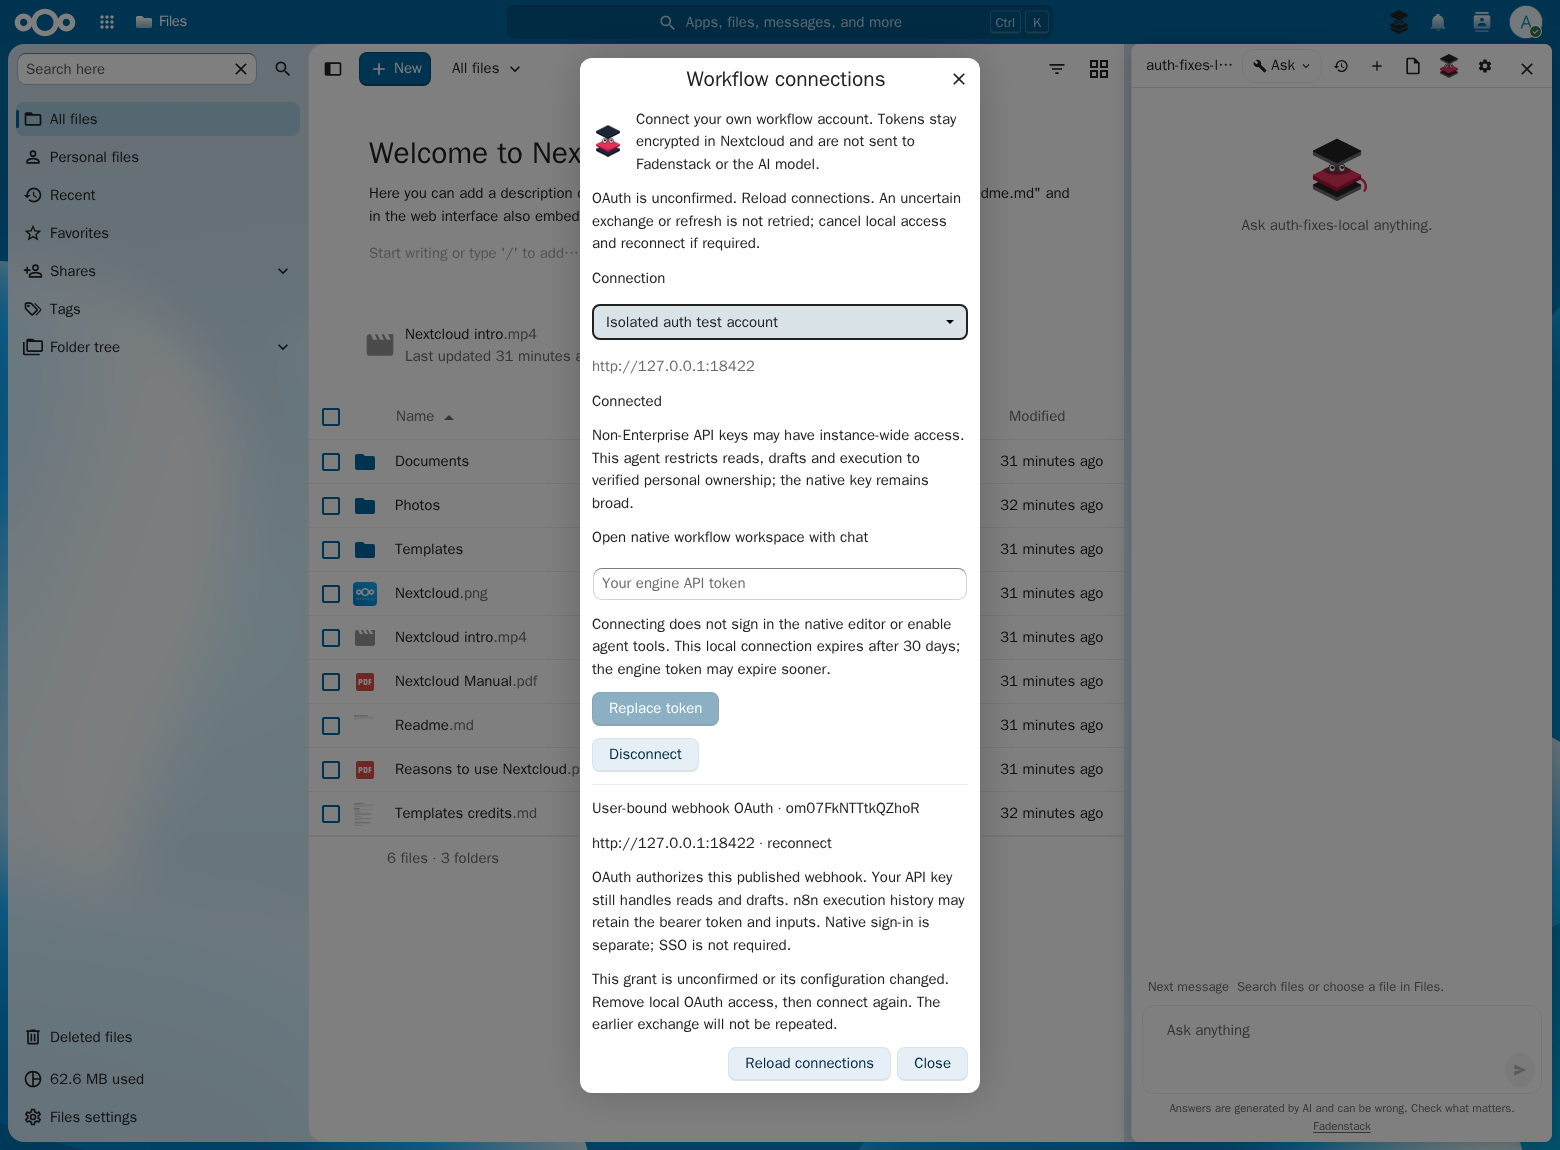 Files
Apps, files, messages, and more
Ctrl K
A
Search here
New
All files
auth-fixes-l···
Ask
All files
Personal files
Recent
Favorites
Shares
Tags
Folder tree
Deleted files
62.6 MB used
Files settings
Welcome to Nex
Here you can add a description
dme.md" and
in the web interface also embed
Start writing or type '/' to add···
Nextcloud intro.mp4
Last updated 31 minutes a
Name
Modified
Documents
31 minutes ago
Photos
32 minutes ago
Templates
31 minutes ago
Nextcloud.png
31 minutes ago
Nextcloud intro.mp4
31 minutes ago
PDF
Nextcloud Manual.pdf
31 minutes ago
Readme.md
31 minutes ago
PDF
Reasons to use Nextcloud.p
31 minutes ago
Templates credits.md
32 minutes ago
6 files · 3 folders
Workflow connections
Connect your own workflow account. Tokens stay
encrypted in Nextcloud and are not sent to
Fadenstack or the AI model.
OAuth is unconfirmed. Reload connections. An uncertain
exchange or refresh is not retried; cancel local access
and reconnect if required.
Connection
Isolated auth test account
http://127.0.0.1:18422
Connected
Non-Enterprise API keys may have instance-wide access.
This agent restricts reads, drafts and execution to
verified personal ownership; the native key remains
broad.
Open native workflow workspace with chat
Your engine API token
Connecting does not sign in the native editor or enable
agent tools. This local connection expires after 30 days;
the engine token may expire sooner.
Replace token
Disconnect
User-bound webhook OAuth · om07FkNTTtkQZhoR
http://127.0.0.1:18422 · reconnect
OAuth authorizes this published webhook. Your API key
still handles reads and drafts. n8n execution history may
retain the bearer token and inputs. Native sign-in is
separate; SSO is not required.
This grant is unconfirmed or its configuration changed.
Remove local OAuth access, then connect again. The
earlier exchange will not be repeated.
Reload connections
Close
Ask auth-fixes-local anything.
Next message Search files or choose a file in Files.
Ask anything
Answers are generated by AI and can be wrong. Check what matters.
Fadenstack